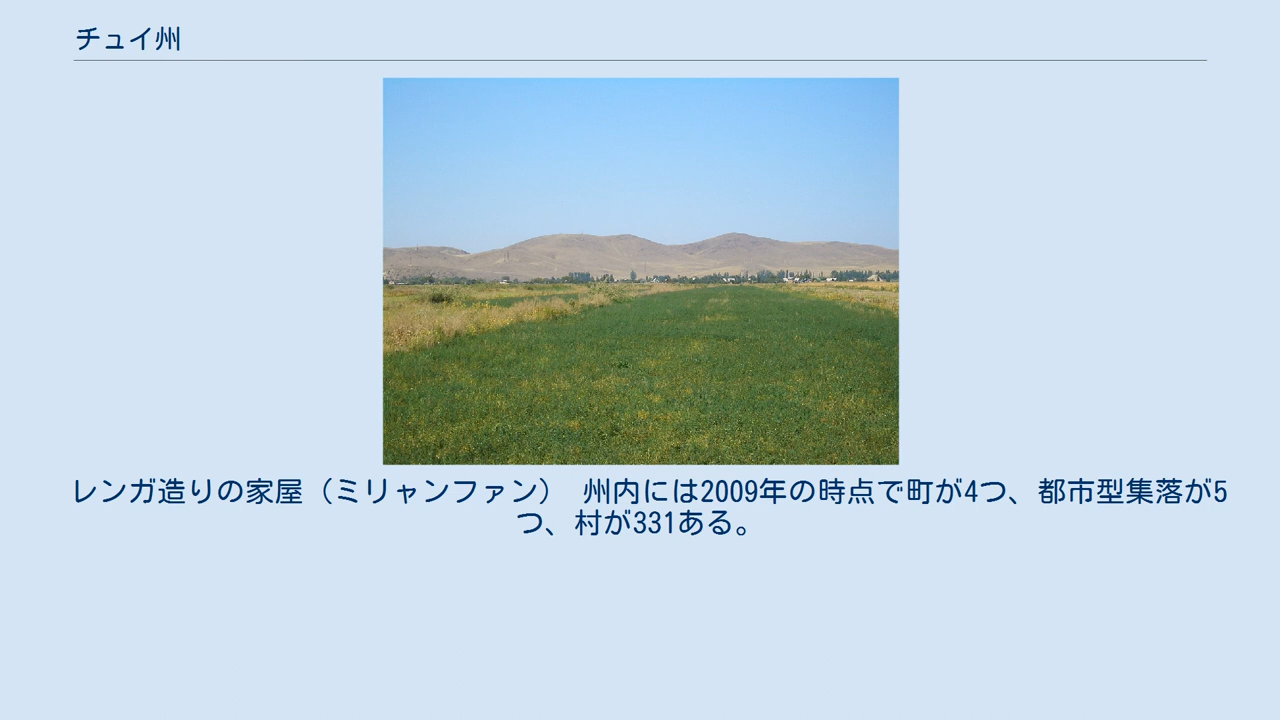 チュイ州
レンガ造りの家屋（ミリャンファン） 州内には2009年の時点で町が4つ、都市型集落が5
つ、村が331ある。